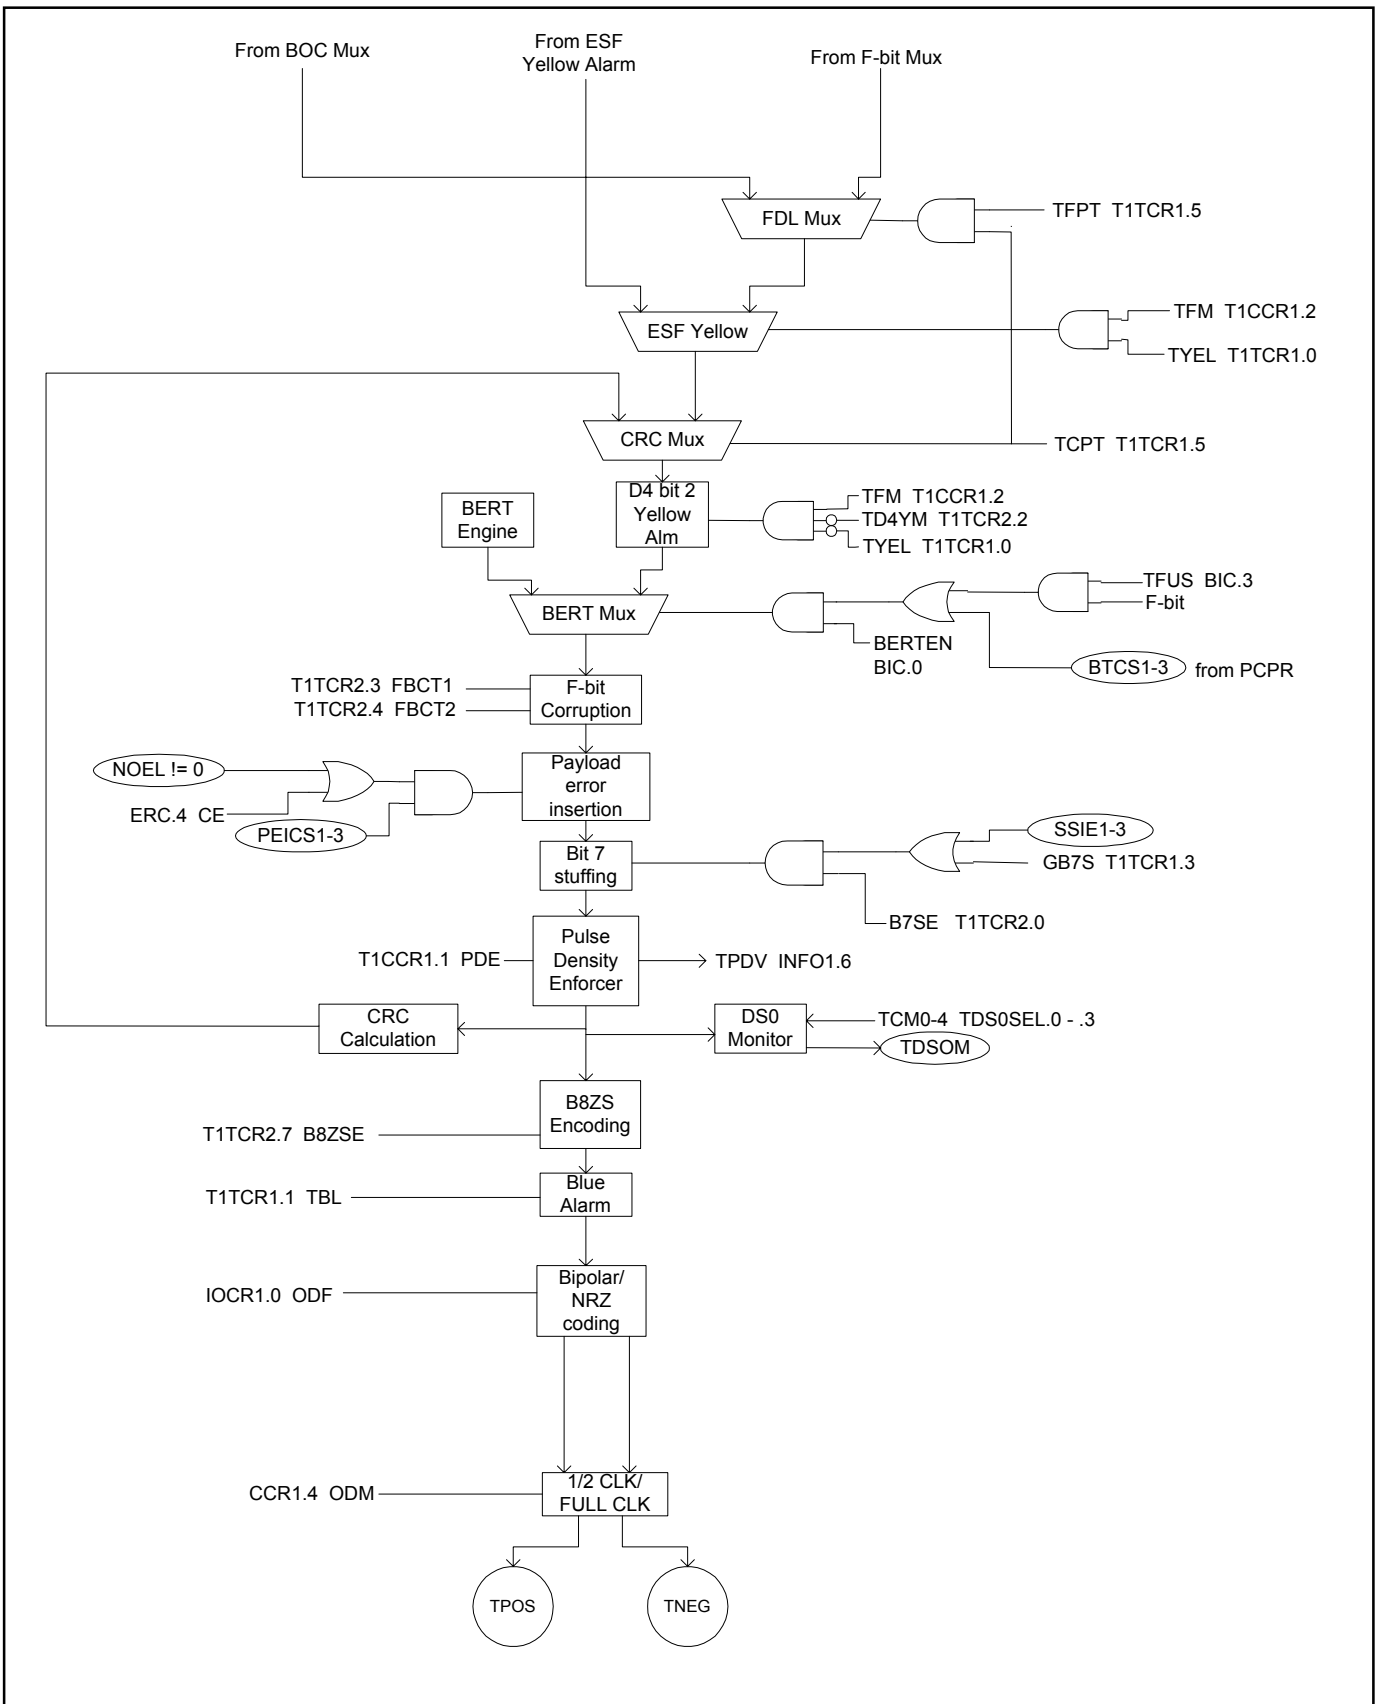 From BOC Mux
From ESF
Yellow Alarm
From F-bit Mux
FDL Mux
TFPT T1TCR1.5
ESF Yellow
TFM T1CCR1.2
TYEL T1TCR1.0
CRC Mux
TCPT T1TCR1.5
BERT
Engine
D4 bit 2
Yellow
Alm
TFM T1CCR1.2
TD4YM T1TCR2.2
TYEL T1TCR1.0
BERT Mux
TFUS BIC.3
F-bit
BERTEN
BIC.0
BTCS1-3
from PCPR
T1TCR2.3 FBCT1
T1TCR2.4 FBCT2
F-bit
Corruption
NOEL != 0
ERC.4 CE
PEICS1-3
Payload
error
insertion
Bit 7
stuffing
SSIE1-3
GB7S T1TCR1.3
B7SE T1TCR2.0
T1CCR1.1 PDE
Pulse
Density
Enforcer
TPDV INFO1.6
CRC
Calculation
DS0
Monitor
TCM0-4 TDS0SEL.0 - .3
TDSOM
T1TCR2.7 B8ZSE
B8ZS
Encoding
T1TCR1.1 TBL
Blue
Alarm
IOCR1.0 ODF
Bipolar/
NRZ
coding
CCR1.4 ODM
1/2 CLK/
FULL CLK
TPOS
TNEG